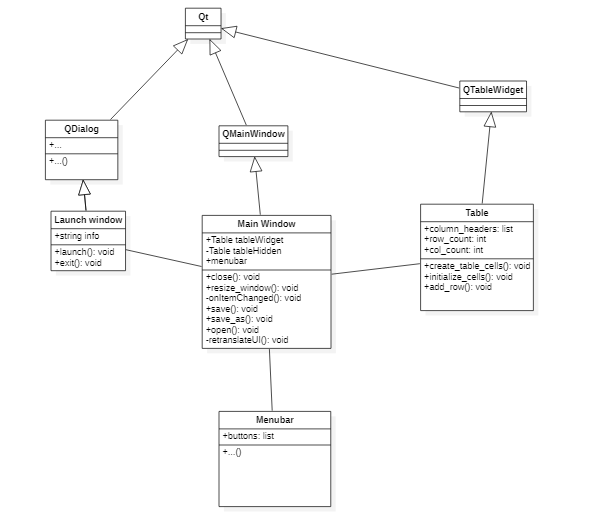 Qt
QTableWidget
QDialog
+...
+...()
QMainWindow
Launch window
+string info
+launch(): void
+exit(): void
Main Window
+Table tableWidget
-Table tableHidden
+menubar
+close(): void
+resize_window(): void
-onItemChanged(): void
+save(): void
+save_as(): void
+open(): void
-retranslateUI(): void
Table
+column_headers: list
+row_count: int
+col_count: int
+create_table_cells(): void
+initialize_cells(): void
+add_row(): void
Menubar
+buttons: list
+...()